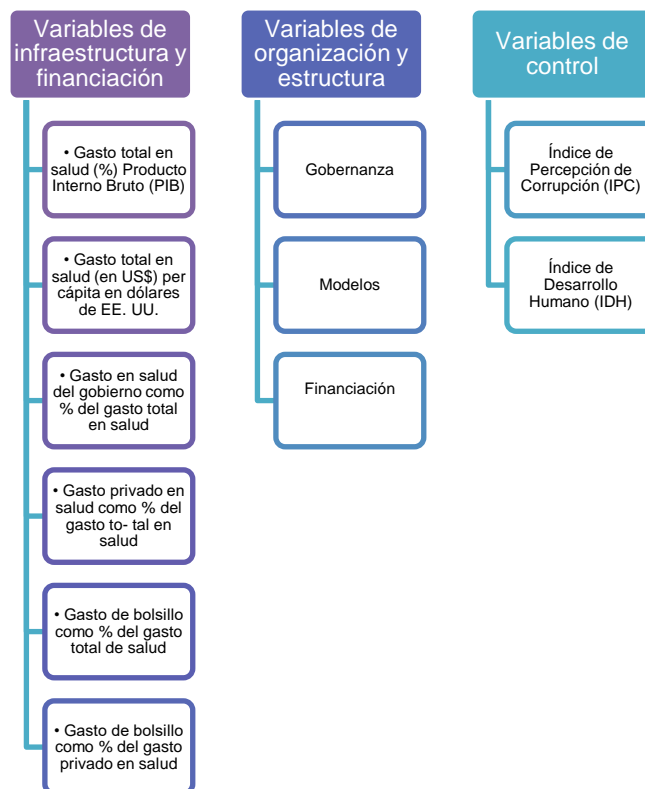 Variables de
infraestructura y
financiación
• Gasto total en
salud (%) Producto
Interno Bruto (PIB)
• Gasto total en
salud (en US$) per
cápita en dólares
de EE. UU.
• Gasto en salud
del gobierno como
% del gasto total
en salud
• Gasto privado en
salud como % del
gasto to- tal en
salud
• Gasto de bolsillo
como % del gasto
total de salud
• Gasto de bolsillo
como % del gasto
privado en salud
Variables de
organización y
estructura
Gobernanza
Modelos
Financiación
Variables de
control
Índice de
Percepción de
Corrupción (IPC)
Índice de
Desarrollo
Humano (IDH)